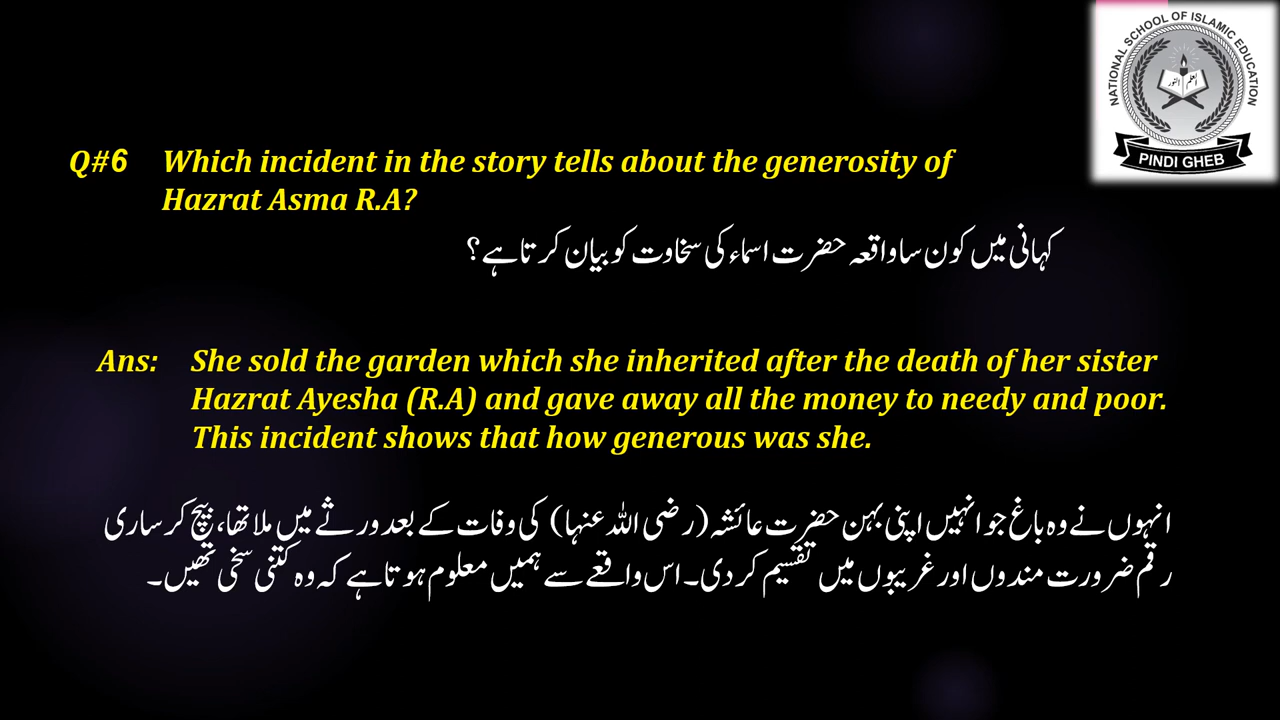 NATIONAL SCHOOL OF ISLAMIC EDUCATION
PINDI GHEB
Q#6 Which incident in the story tells about the generosity of
Hazrat Asma R.A?
کہانی میں کون سا واقعہ حضرت اسماء کی سخاوت کو بیان کرتا ہے؟
Ans: She sold the garden which she inherited after the death of her sister
Hazrat Ayesha (R.A) and gave away all the money to needy and poor.
This incident shows that how generous was she.
انہوں نے وہ باغ جو انہیں اپنی بہن حضرت عائشہ (رضی اللہ عنہا) کی وفات کے بعد ورثے میں ملا تھا، بیچ کر ساری
رقم ضرورت مندوں اور غریبوں میں تقسیم کر دی۔ اس واقعے سے ہمیں معلوم ہوتا ہے کہ وہ کتنی سخی تھیں۔